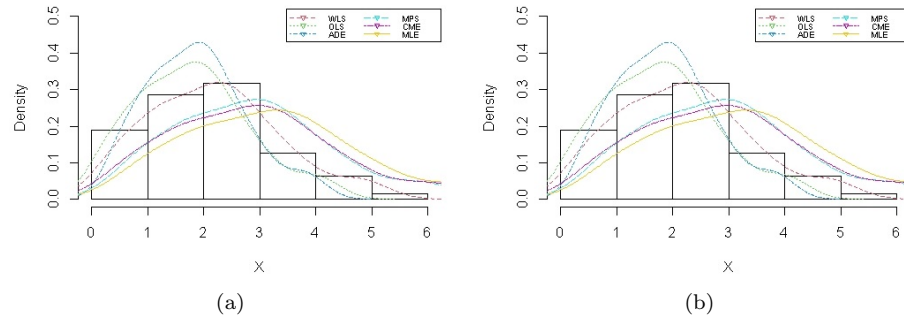 0.5
0.4
0.3
0.2
0.1
0.0
Density
WLS
OLS
ADE
MPS
CME
MLE
0 1 2 3 4 5 6
X
(a)
0.5
0.4
0.3
0.2
0.1
0.0
Density
WLS
OLS
ADE
MPS
CME
MLE
0 1 2 3 4 5 6
X
(b)